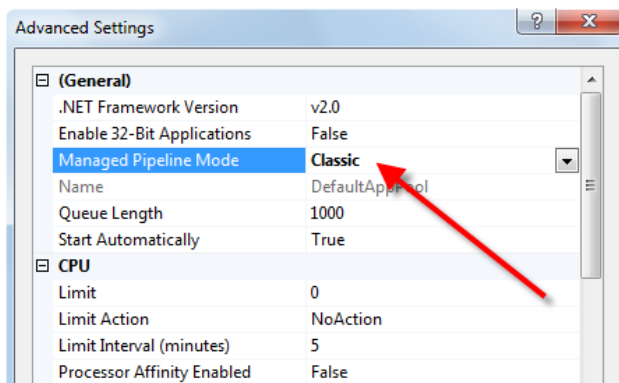 Advanced Settings
(General)
.NET Framework Version v2.0
Enable 32-Bit Applications False
Managed Pipeline Mode Classic
Name DefaultAppPool
Queue Length 1000
Start Automatically True
CPU
Limit 0
Limit Action NoAction
Limit Interval (minutes) 5
Processor Affinity Enabled False